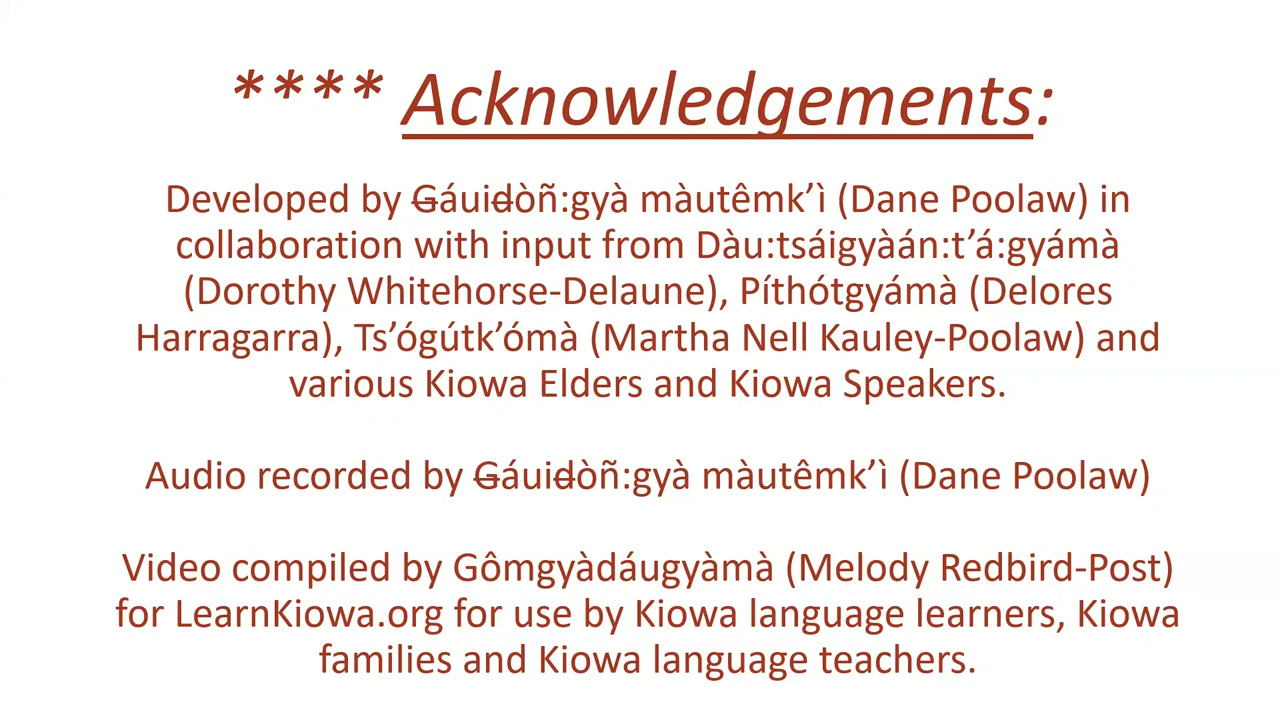 **** Acknowledgements:
Developed by G̶áuid̶òñ:gyà màutêmk’ì (Dane Poolaw) in
collaboration with input from Dàu:tsáigyàán:t’á:gyámà
(Dorothy Whitehorse-Delaune), Píthótgyámà (Delores
Harragarra), Ts’ógútk’ómà (Martha Nell Kauley-Poolaw) and
various Kiowa Elders and Kiowa Speakers.
Audio recorded by G̶áuid̶òñ:gyà màutêmk’ì (Dane Poolaw)
Video compiled by Gômgyàdáugyàmà (Melody Redbird-Post)
for LearnKiowa.org for use by Kiowa language learners, Kiowa
families and Kiowa language teachers.